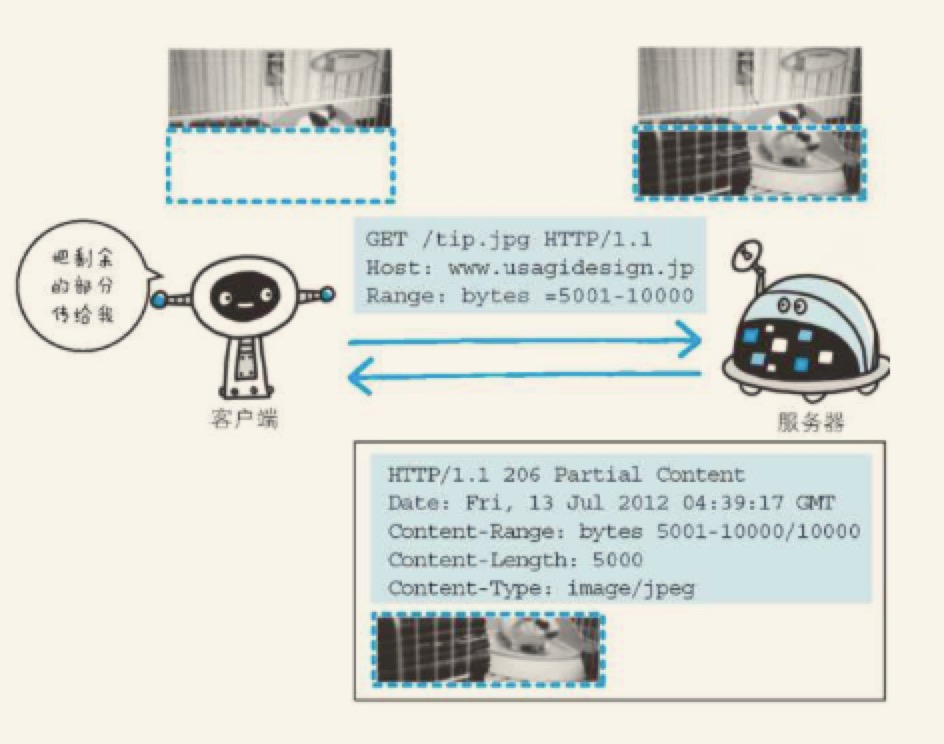 GET /tip.jpg HTTP/1.1
Host: www.usagidesign.jp
Range: bytes =5001-10000
把剩余
的部分
传给我
客户端
服务器
HTTP/1.1 206 Partial Content
Date: Fri, 13 Jul 2012 04:39:17 GMT
Content-Range: bytes 5001-10000/10000
Content-Length: 5000
Content-Type: image/jpeg